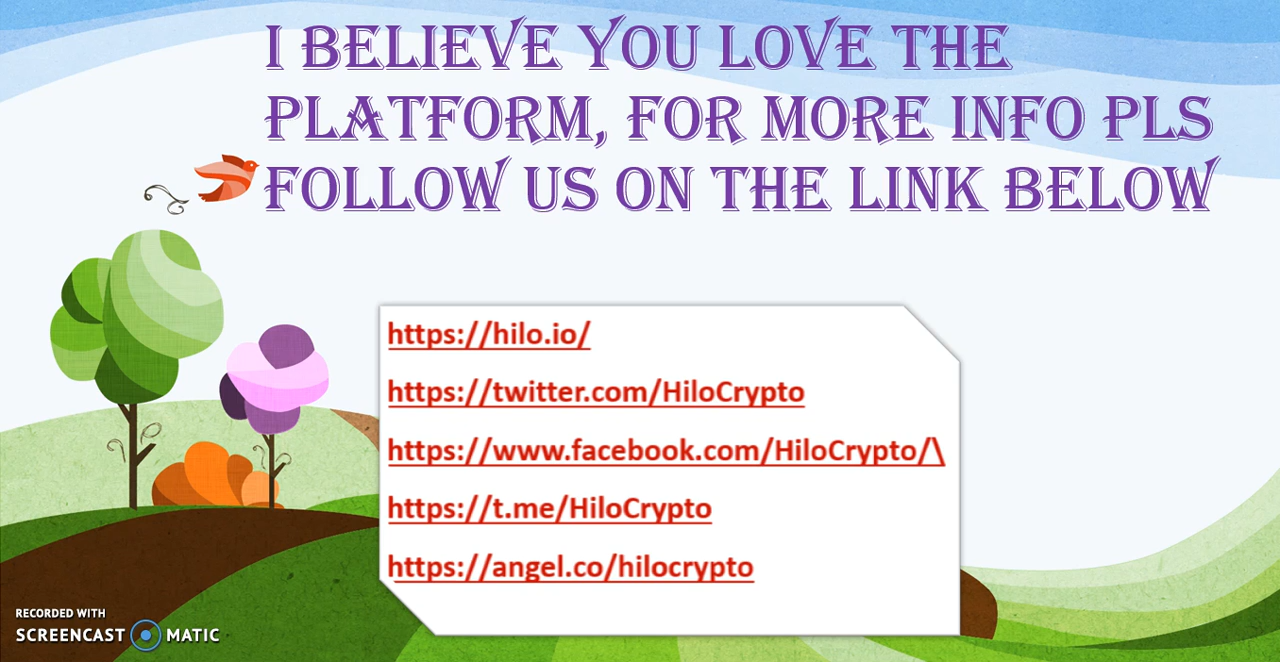 I BELIEVE YOU LOVE THE
PLATFORM, FOR MORE INFO PLS
FOLLOW US ON THE LINK BELOW
https://hilo.io/
https://twitter.com/HiloCrypto
https://www.facebook.com/HiloCrypto/\
https://t.me/HiloCrypto
https://angel.co/hilocrypto
RECORDED WITH
SCREENCAST MATIC